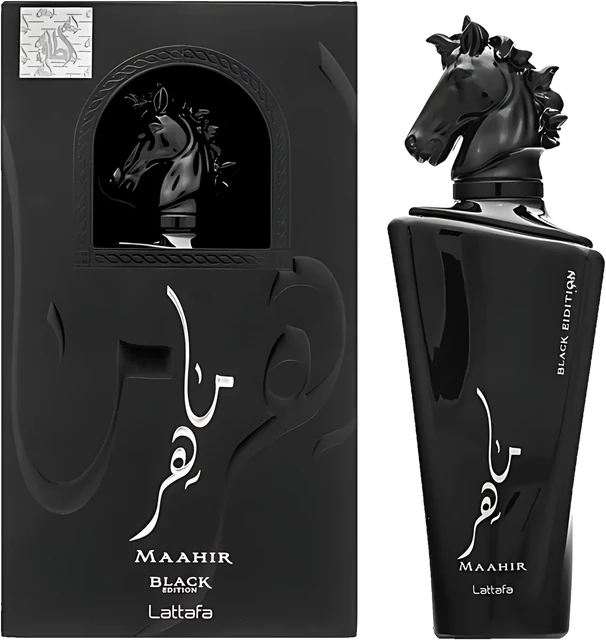 ماهر
MAAHIR
BLACK
EDITION
Lattafa
BLACK EIDITION
ماهر
MAAHIR
Lattafa